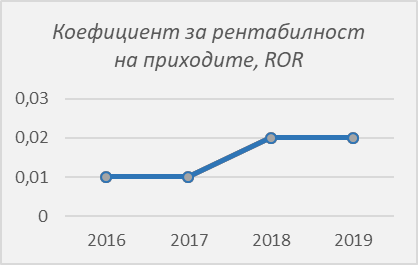 Коефициент за рентабилност
на приходите, ROR
0,03
0,02
0,01
0
2016 2017 2018 2019